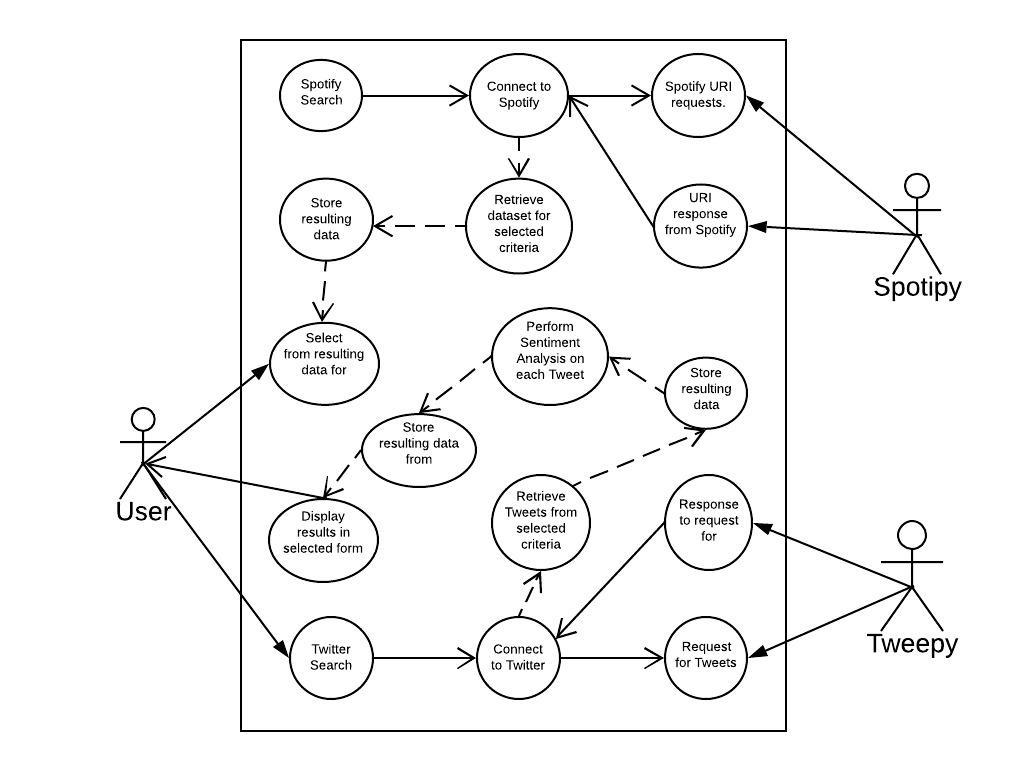 Spotify
Search
Connect to
Spotify
Spotify URI
requests.
Store
resulting
data
Retrieve
dataset for
selected
criteria
URI
response
from Spotify
Spotipy
Select
from resulting
data for
Perform
Sentiment
Analysis on
each Tweet
Store
resulting
data
Store
resulting data
from
User
Display
results in
selected form
Retrieve
Tweets from
selected
criteria
Response
to request
for
Tweepy
Twitter
Search
Connect
to Twitter
Request
for Tweets